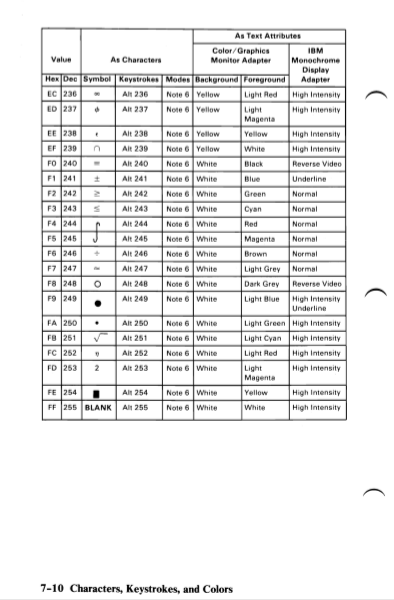 As Text Attributes
Value As Characters Color/Graphics Monitor Adapter IBM Monochrome Display Adapter
Hex Dec Symbol Keystrokes Modes Background Foreground
EC 236 ∞ Alt 236 Note 6 Yellow Light Red High Intensity
ED 237 φ Alt 237 Note 6 Yellow Light Magenta High Intensity
EE 238 Alt 238 Note 6 Yellow Yellow High Intensity
EF 239 ∩ Alt 239 Note 6 Yellow White High Intensity
F0 240 ≡ Alt 240 Note 6 White Black Reverse Video
F1 241 ± Alt 241 Note 6 White Blue Underline
F2 242 ≥ Alt 242 Note 6 White Green Normal
F3 243 ≤ Alt 243 Note 6 White Cyan Normal
F4 244 ⌠ Alt 244 Note 6 White Red Normal
F5 245 ⌡ Alt 245 Note 6 White Magenta Normal
F6 246 ÷ Alt 246 Note 6 White Brown Normal
F7 247 ≈ Alt 247 Note 6 White Light Grey Normal
F8 248 ○ Alt 248 Note 6 White Dark Grey Reverse Video
F9 249 ● Alt 249 Note 6 White Light Blue High Intensity Underline
FA 250 • Alt 250 Note 6 White Light Green High Intensity
FB 251 √ Alt 251 Note 6 White Light Cyan High Intensity
FC 252 η Alt 252 Note 6 White Light Red High Intensity
FD 253 2 Alt 253 Note 6 White Light Magenta High Intensity
FE 254 ■ Alt 254 Note 6 White Yellow High Intensity
FF 255 BLANK Alt 255 Note 6 White White High Intensity
7-10 Characters, Keystrokes, and Colors